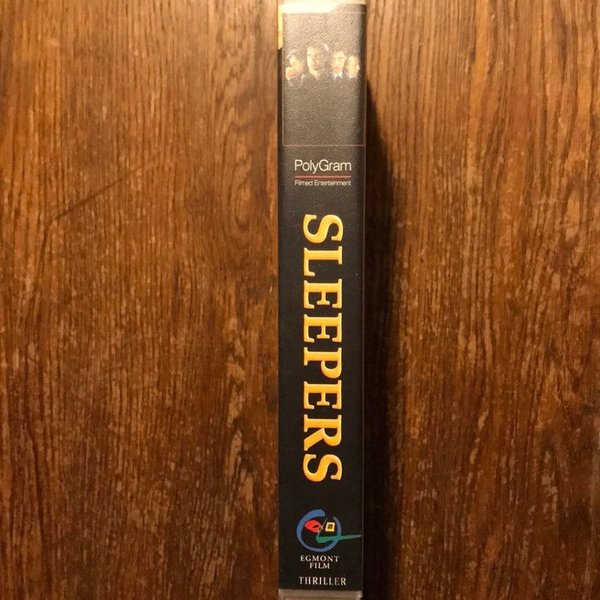 PolyGram
Filmed Entertainment
SLEEPERS
EGMONT
FILM
THRILLER